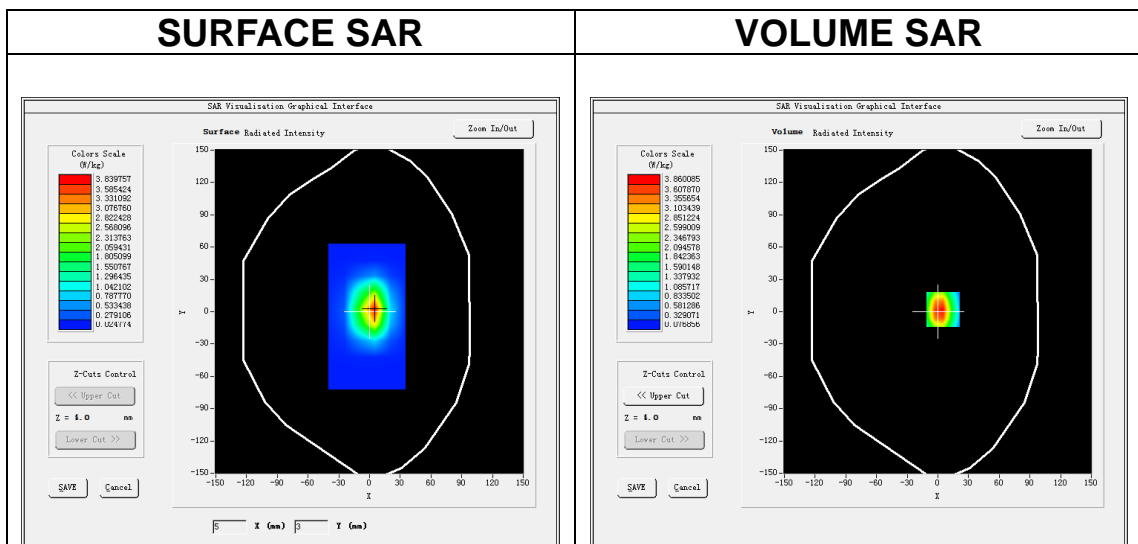 SURFACE SAR
VOLUME SAR
SAR Visualisation Graphical Interface
Surface Radiated Intensity
Zoom In/Out
Colors Scale
(W/kg)
3.839757
3.585424
3.331092
3.076760
2.822428
2.568096
2.313763
2.059431
1.805099
1.550767
1.296435
1.042102
0.787770
0.533438
0.279106
0.024774
Z-Cuts Control
<< Upper Cut
Z = 4.0 mm
Lower Cut >>
SAVE
Cancel
150
120
90
60
30
0
-30
-60
-90
-120
-150
Y
-150 -120 -90 -60 -30 0 30 60 90 120 150
X
5 X (mm) 3 Y (mm)
SAR Visualisation Graphical Interface
Volume Radiated Intensity
Zoom In/Out
Colors Scale
(W/kg)
3.860085
3.607870
3.355654
3.103439
2.851224
2.599009
2.346793
2.094578
1.842363
1.590148
1.337932
1.085717
0.833502
0.581286
0.329071
0.076856
Z-Cuts Control
<< Upper Cut
Z = 4.0 mm
Lower Cut >>
SAVE
Cancel
150
120
90
60
30
0
-30
-60
-90
-120
-150
Y
-150 -120 -90 -60 -30 0 30 60 90 120 150
X